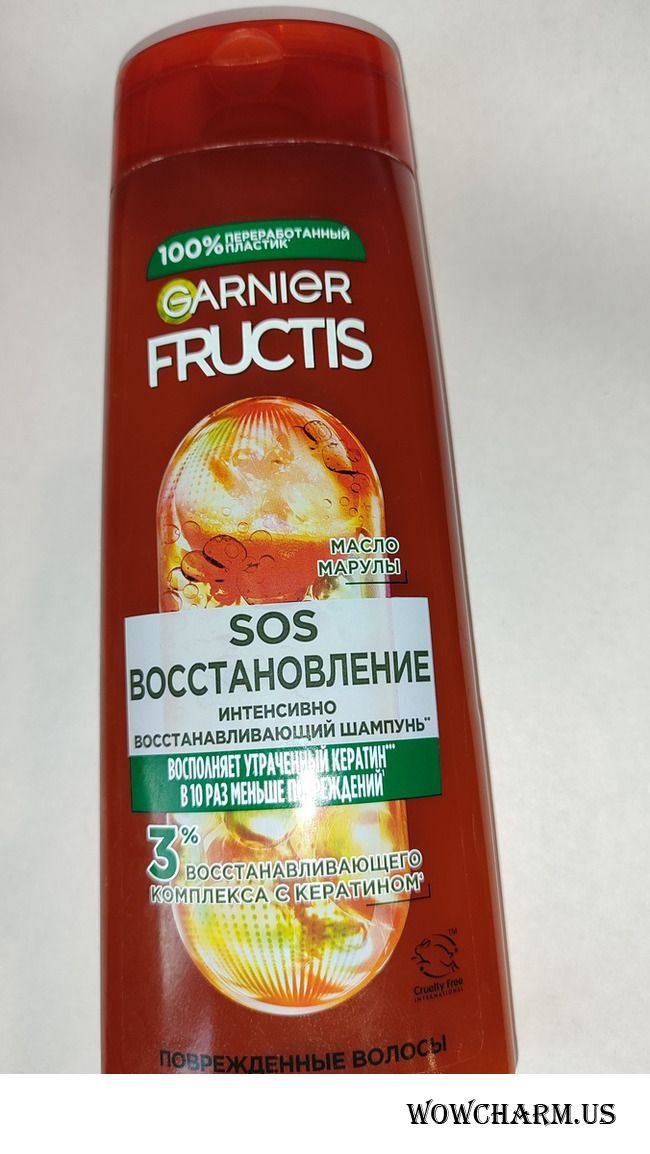 100% ПЕРЕРАБОТАННЫЙ
ПЛАСТИК*
GARNIER
FRUCTIS
МАСЛО
МАРУЛЫ
SOS
ВОССТАНОВЛЕНИЕ
ИНТЕНСИВНО
ВОССТАНАВЛИВАЮЩИЙ ШАМПУНЬ**
ВОСПОЛНЯЕТ УТРАЧЕННЫЙ КЕРАТИН***
В 10 РАЗ МЕНЬШЕ ПОВРЕЖДЕНИЙ
3% ВОССТАНАВЛИВАЮЩЕГО
КОМПЛЕКСА С КЕРАТИНОМ
TM
Cruelty Free
INTERNATIONAL
ПОВРЕЖДЕННЫЕ ВОЛОСЫ
WOWCHARM.US